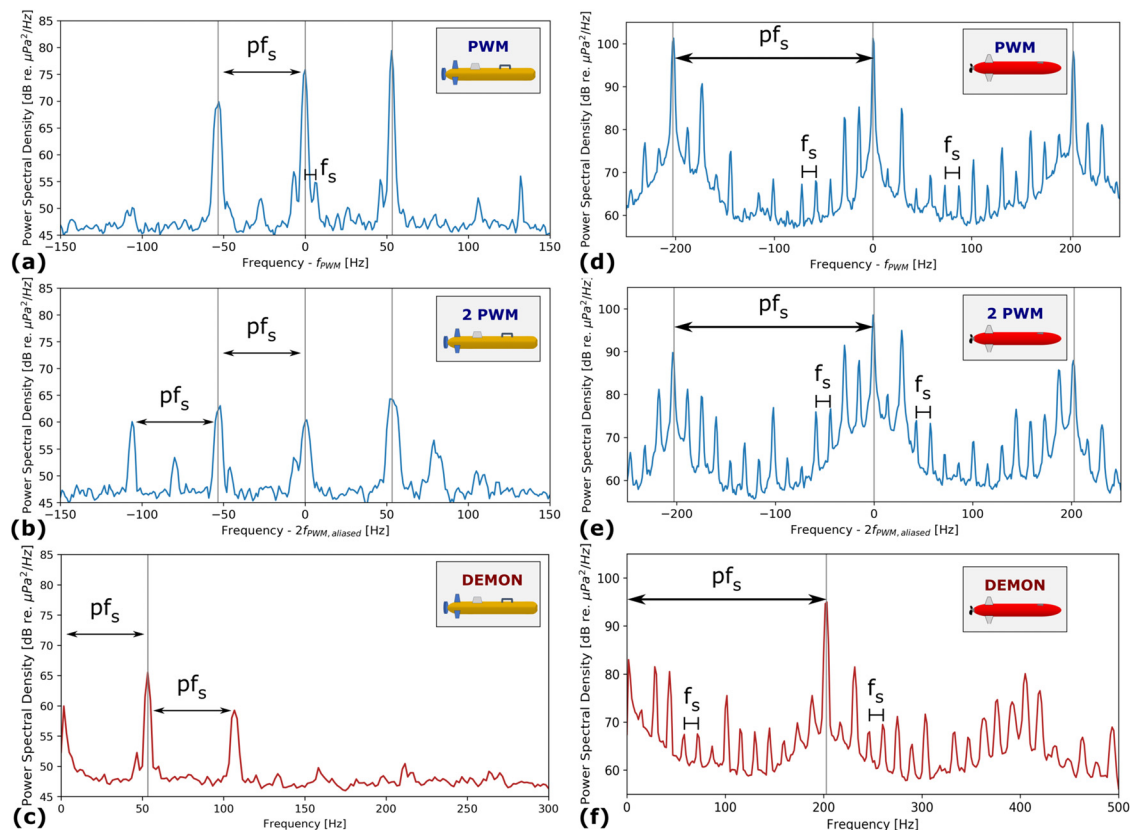 85
80
75
70
65
60
55
50
45
Power Spectral Density [dB re. μPa²/Hz]
PWM
pfₛ
fₛ
−150
−100
−50
0
50
100
150
Frequency - f_PWM [Hz]
(a)
100
90
80
70
60
Power Spectral Density [dB re. μPa²/Hz]
PWM
pfₛ
fₛ
fₛ
−200
−100
0
100
200
Frequency - f_PWM [Hz]
(d)
85
80
75
70
65
60
55
50
45
Power Spectral Density [dB re. μPa²/Hz]
2 PWM
pfₛ
pfₛ
−150
−100
−50
0
50
100
150
Frequency - 2f_PWM, aliased [Hz]
(b)
100
90
80
70
60
Power Spectral Density [dB re. μPa²/Hz]
2 PWM
pfₛ
fₛ
fₛ
−200
−100
0
100
200
Frequency - 2f_PWM, aliased [Hz]
(e)
85
80
75
70
65
60
55
50
45
Power Spectral Density [dB re. μPa²/Hz]
DEMON
pfₛ
pfₛ
0
50
100
150
200
250
300
Frequency [Hz]
(c)
100
90
80
70
60
Power Spectral Density [dB re. μPa²/Hz]
DEMON
pfₛ
fₛ
fₛ
0
100
200
300
400
500
Frequency [Hz]
(f)